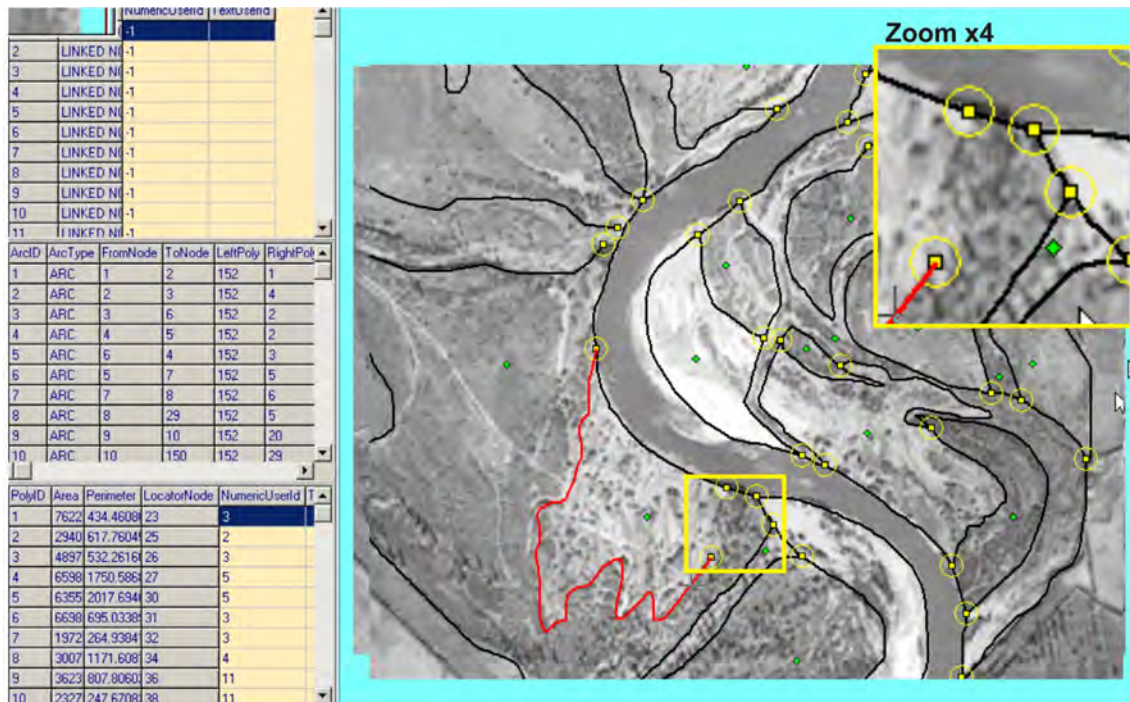 NumericUserId TextUserId
-1
2 LINKED N -1
3 LINKED N -1
4 LINKED N -1
5 LINKED N -1
6 LINKED N -1
7 LINKED N -1
8 LINKED N -1
9 LINKED N -1
10 LINKED N -1
11 LINKED N -1
ArcID ArcType FromNode ToNode LeftPoly RightPoly
1 ARC 1 2 152 1
2 ARC 2 3 152 4
3 ARC 3 6 152 2
4 ARC 4 5 152 2
5 ARC 6 4 152 3
6 ARC 5 7 152 5
7 ARC 7 8 152 6
8 ARC 8 29 152 5
9 ARC 9 10 152 20
10 ARC 10 150 152 29
PolyID Area Perimeter LocatorNode NumericUserId T
1 7622 434.4608 23 3
2 2940 617.7604 25 2
3 4897 532.2616 26 3
4 6598 1750.586 27 5
5 6355 2017.694 30 5
6 6698 695.0338 31 3
7 1972 264.9384 32 3
8 3007 1171.608 34 4
9 3623 807.8060 36 11
10 2327 247.6708 38 11
Zoom x4